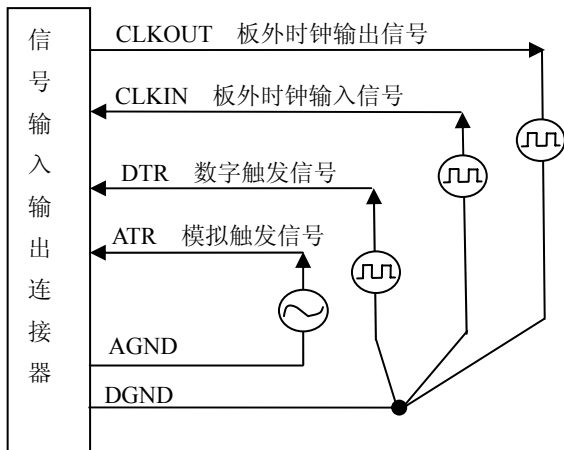 信号输入输出连接器
CLKOUT 板外时钟输出信号
CLKIN 板外时钟输入信号
DTR 数字触发信号
ATR 模拟触发信号
AGND
DGND